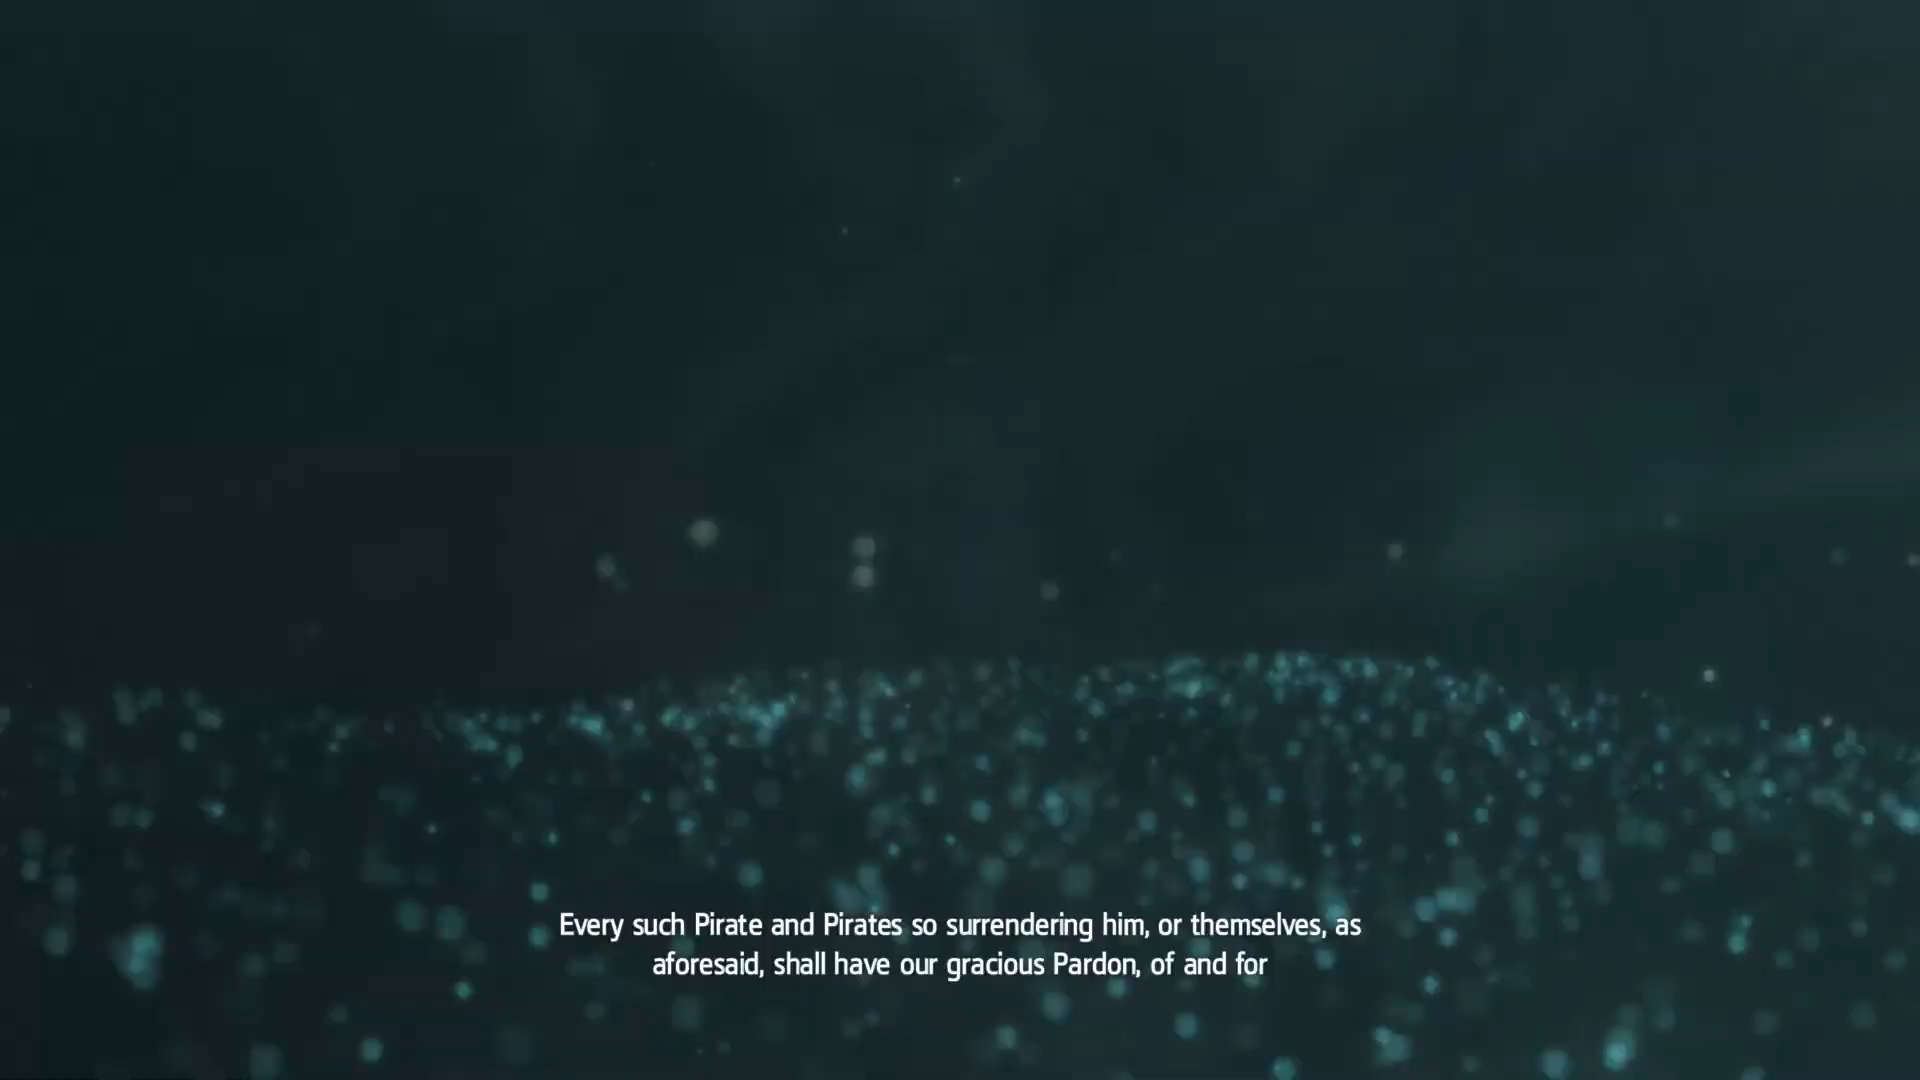 Every such Pirate and Pirates so surrendering him, or themselves, as
aforesaid, shall have our gracious Pardon, of and for